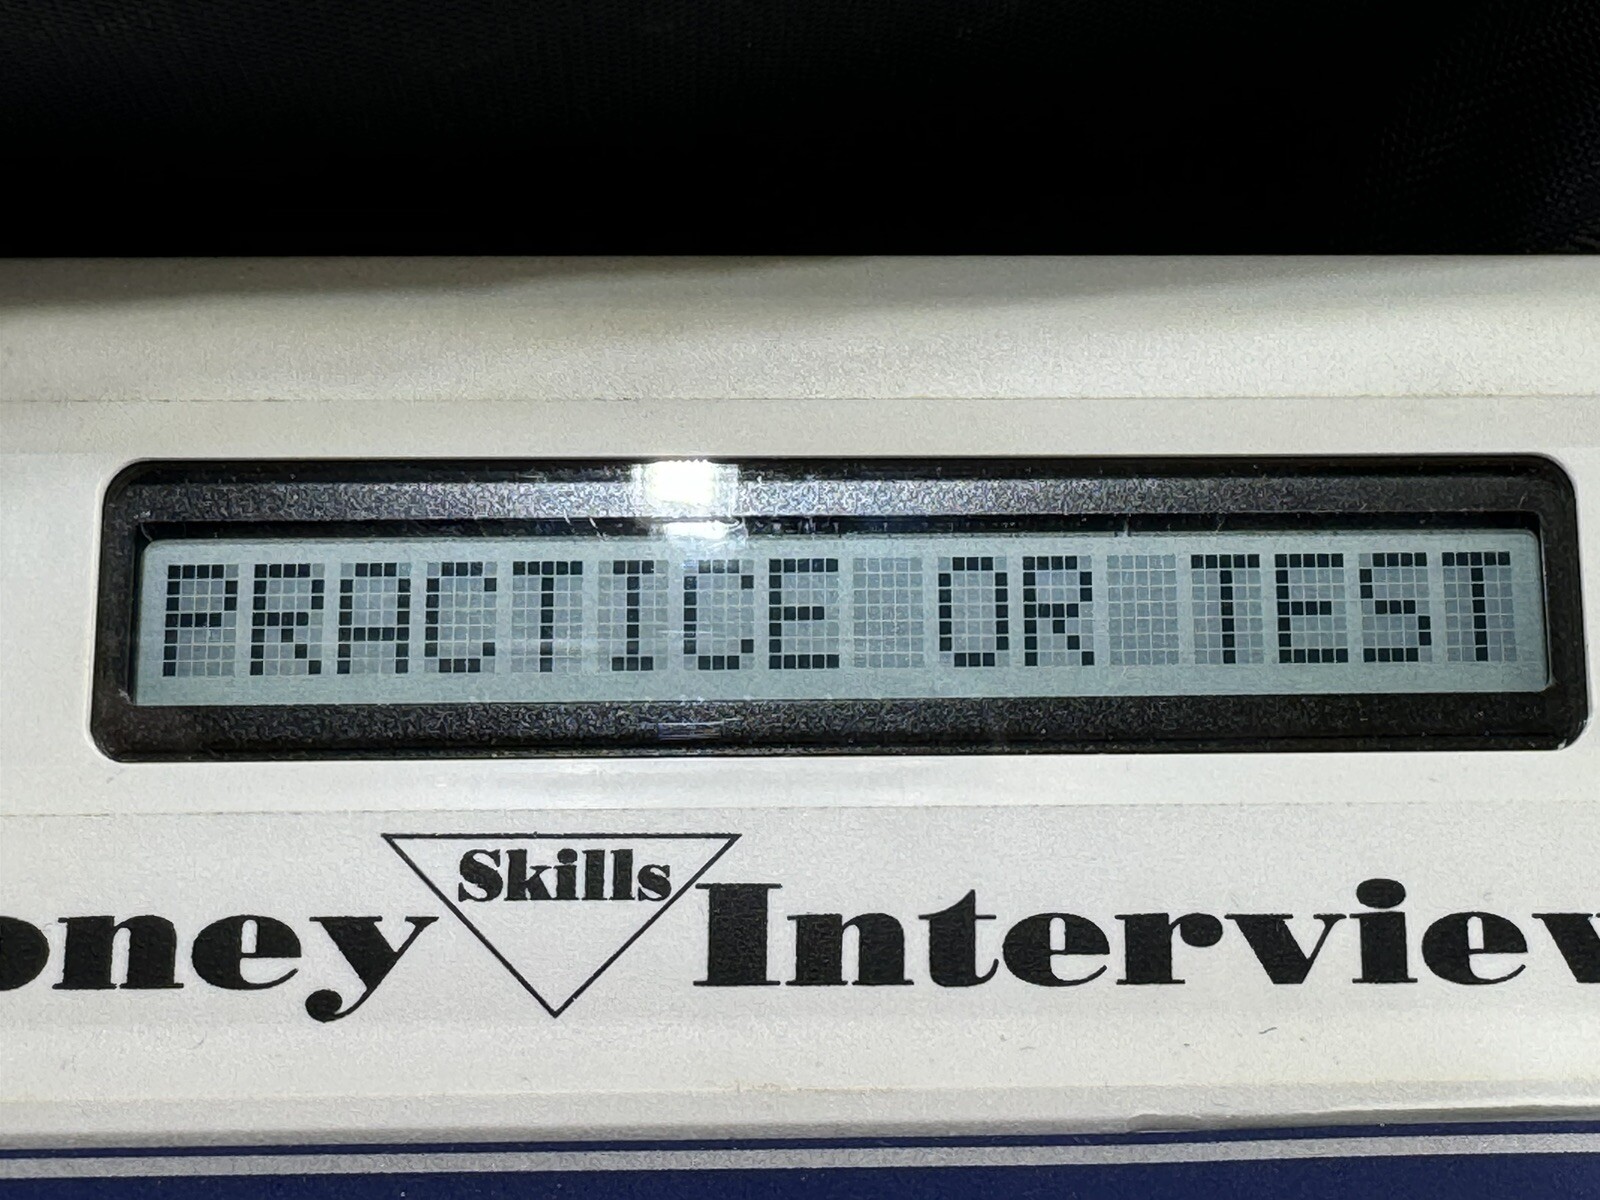 PRACTICE OR TEST
Skills
oney Interview